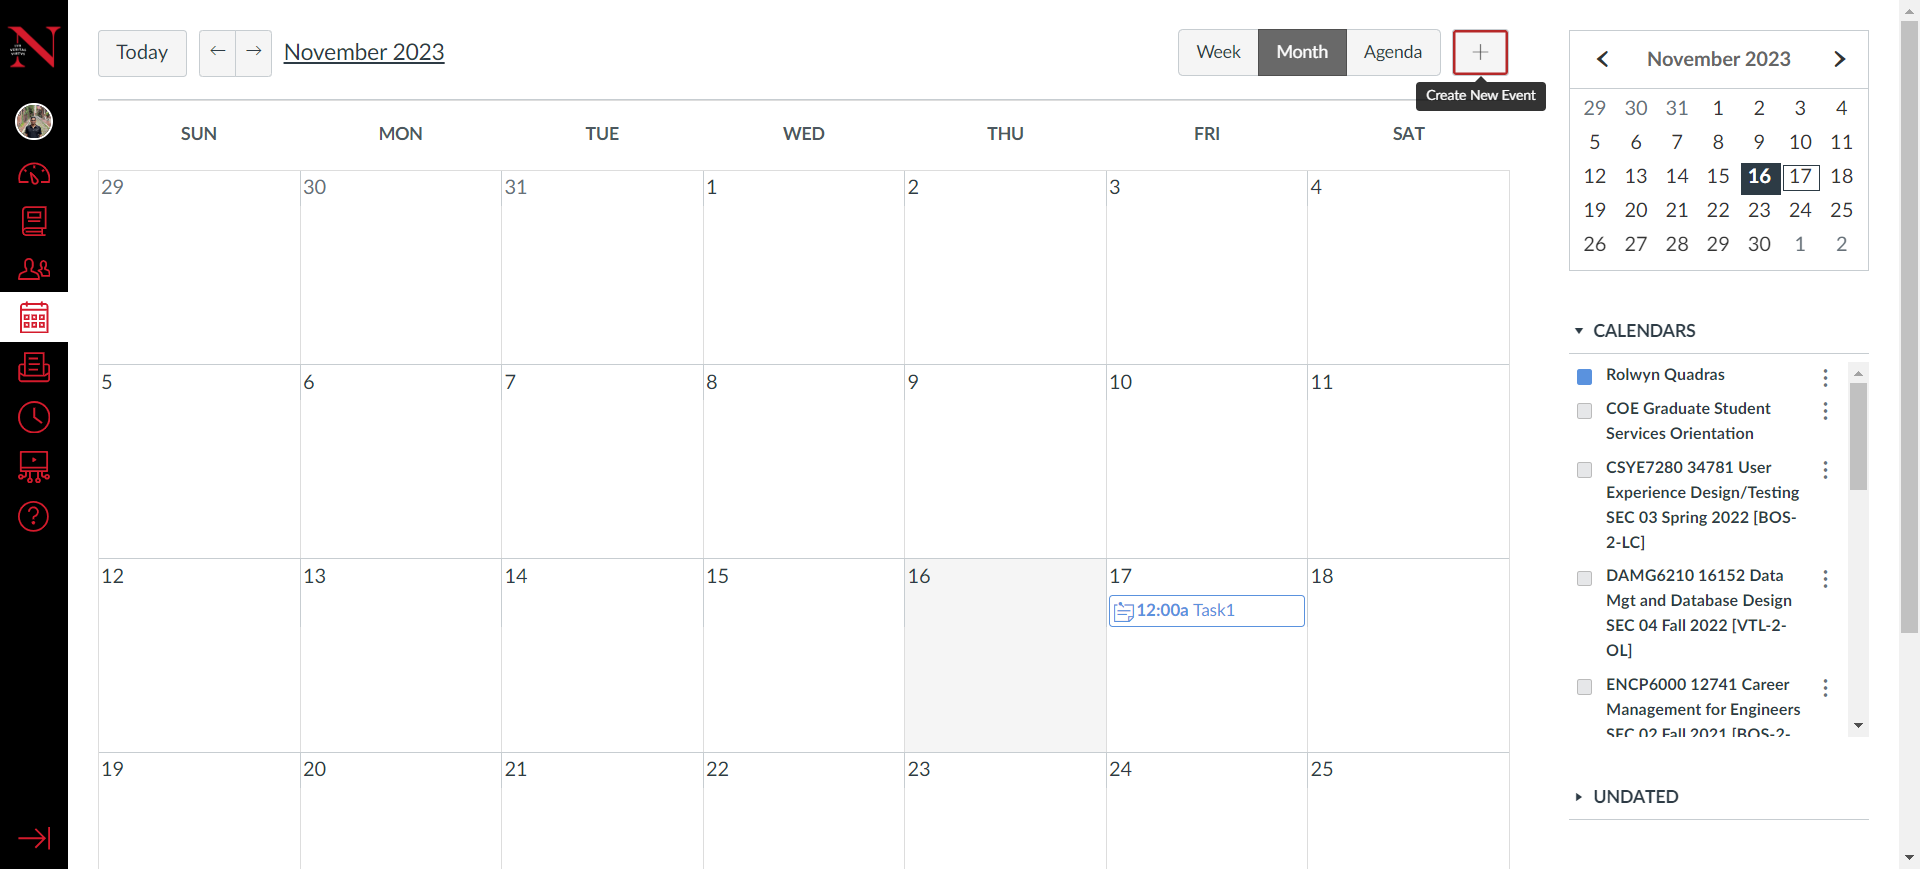 N
Today
← → November 2023
Week Month Agenda +
Create New Event
SUN MON TUE WED THU FRI SAT
29 30 31 1 2 3 4
5 6 7 8 9 10 11
12 13 14 15 16 17 18
12:00a Task1
19 20 21 22 23 24 25
November 2023
29 30 31 1 2 3 4
5 6 7 8 9 10 11
12 13 14 15 16 17 18
19 20 21 22 23 24 25
26 27 28 29 30 1 2
CALENDARS
Rolwyn Quadras
COE Graduate Student
Services Orientation
CSYE7280 34781 User
Experience Design/Testing
SEC 03 Spring 2022 [BOS-
2-LC]
DAMG6210 16152 Data
Mgt and Database Design
SEC 04 Fall 2022 [VTL-2-
OL]
ENCP6000 12741 Career
Management for Engineers
SEC 02 Fall 2021 [BOS-2-
UNDATED